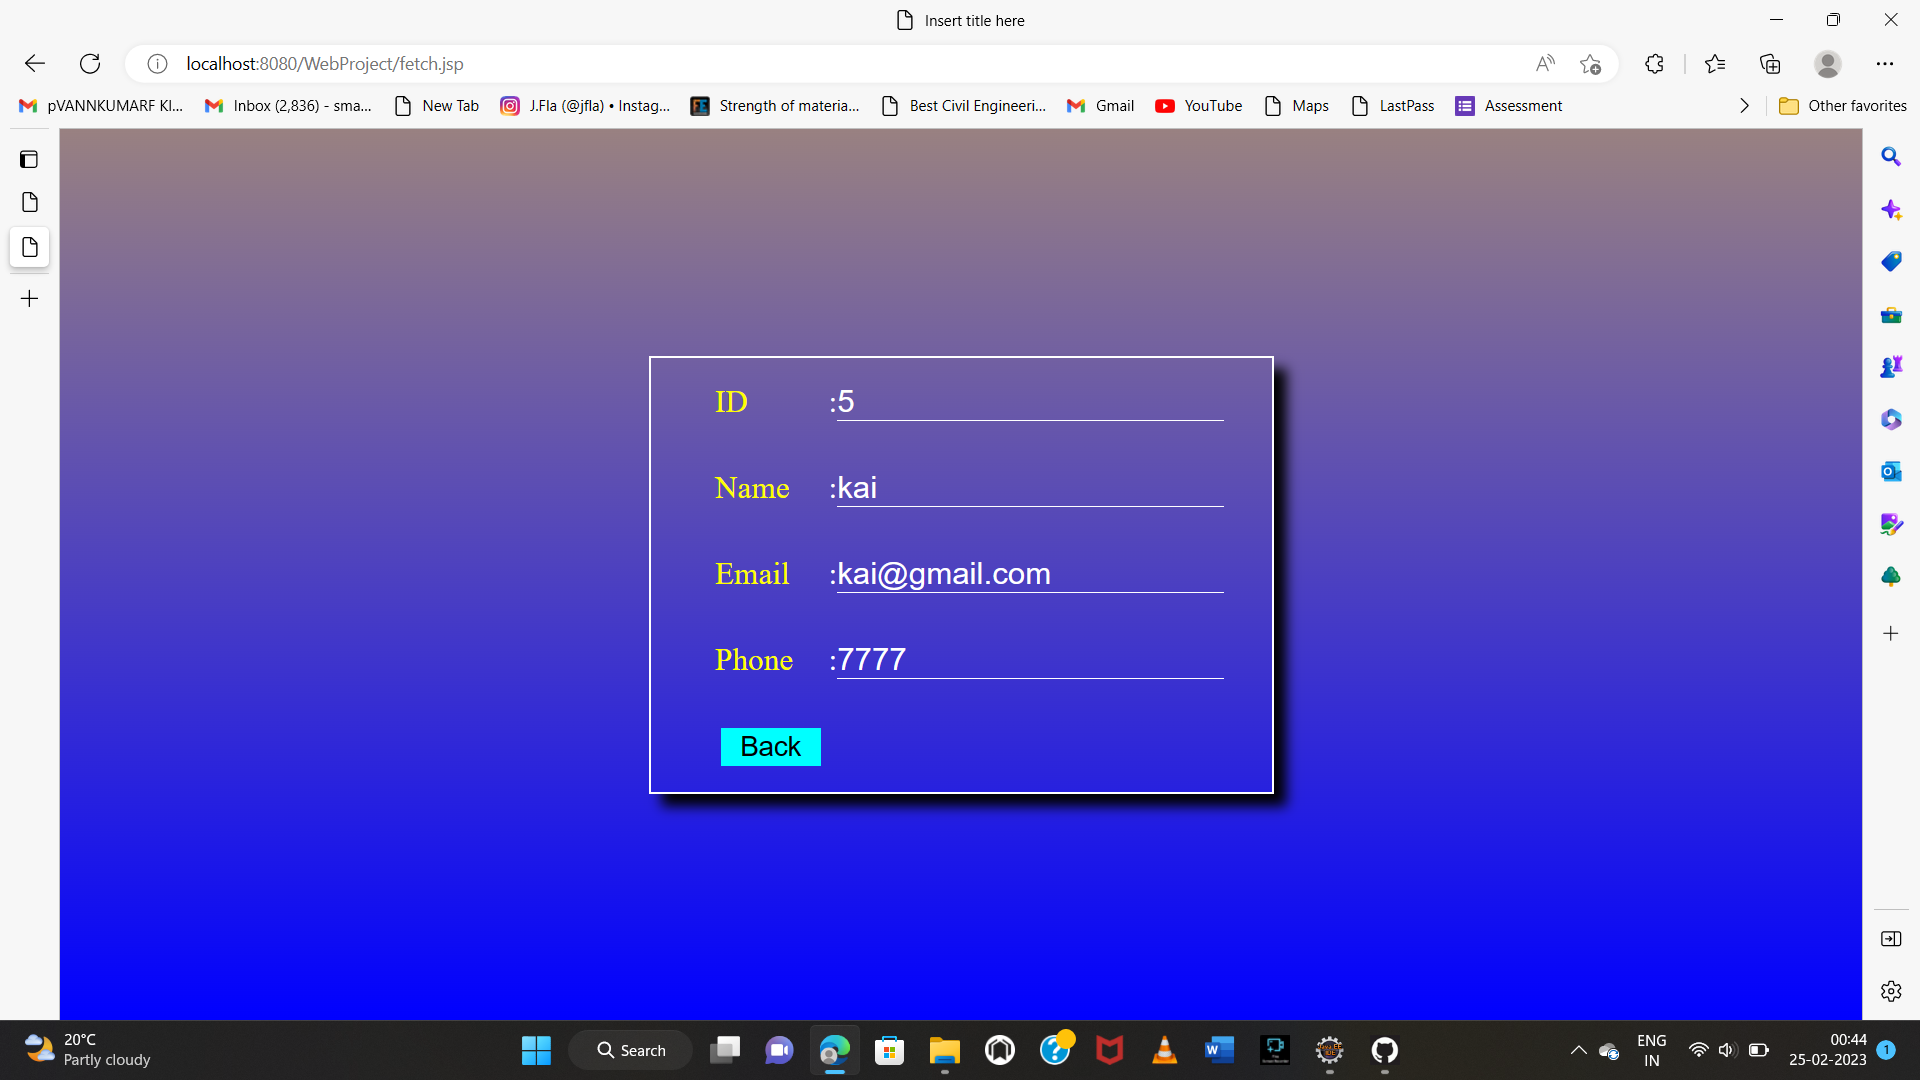 Insert title here
localhost:8080/WebProject/fetch.jsp
pVANNKUMARF KI...
Inbox (2,836) - sma...
New Tab
J.Fla (@jfla) • Instag...
Strength of materia...
Best Civil Engineeri...
Gmail
YouTube
Maps
LastPass
Assessment
Other favorites
ID :5
Name :kai
Email :kai@gmail.com
Phone :7777
Back
20°C
Partly cloudy
Search
ENG
IN
00:44
25-02-2023
1